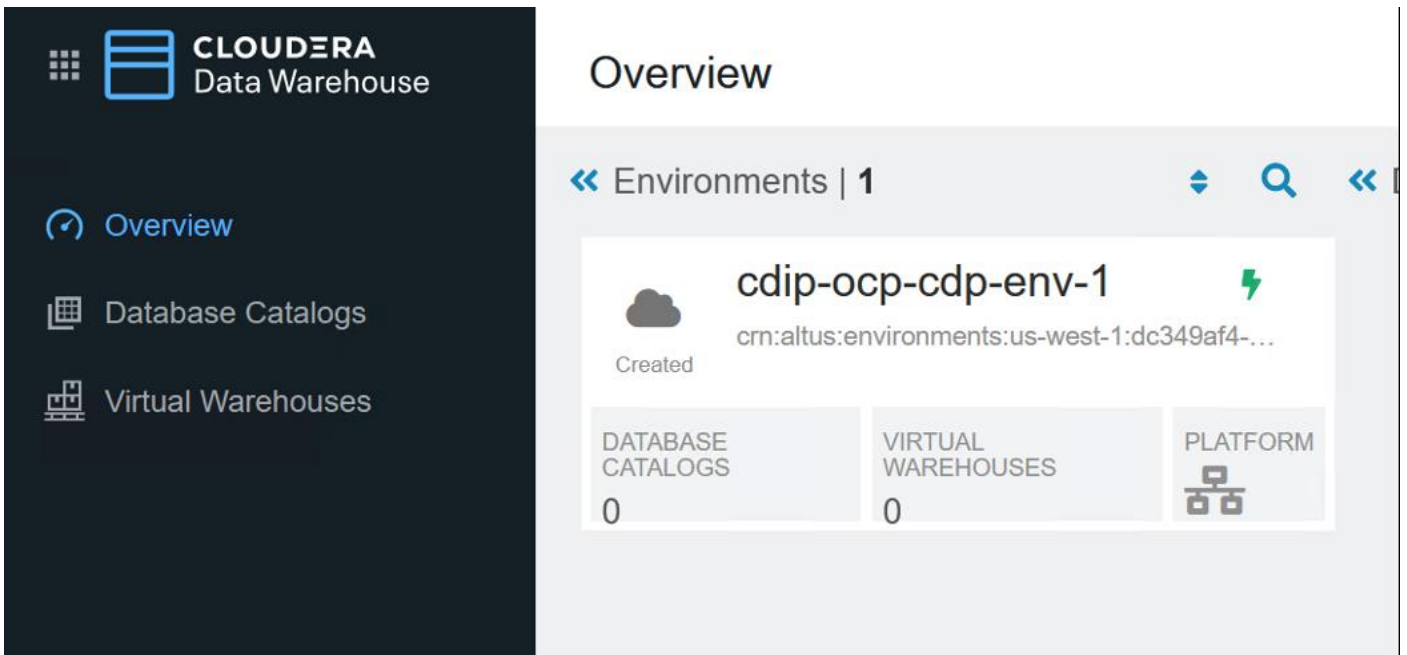 CLOUDERA
Data Warehouse
Overview
Database Catalogs
Virtual Warehouses
Overview
Environments | 1
cdip-ocp-cdp-env-1
crn:altus:environments:us-west-1:dc349af4-...
Created
DATABASE
CATALOGS
0
VIRTUAL
WAREHOUSES
0
PLATFORM